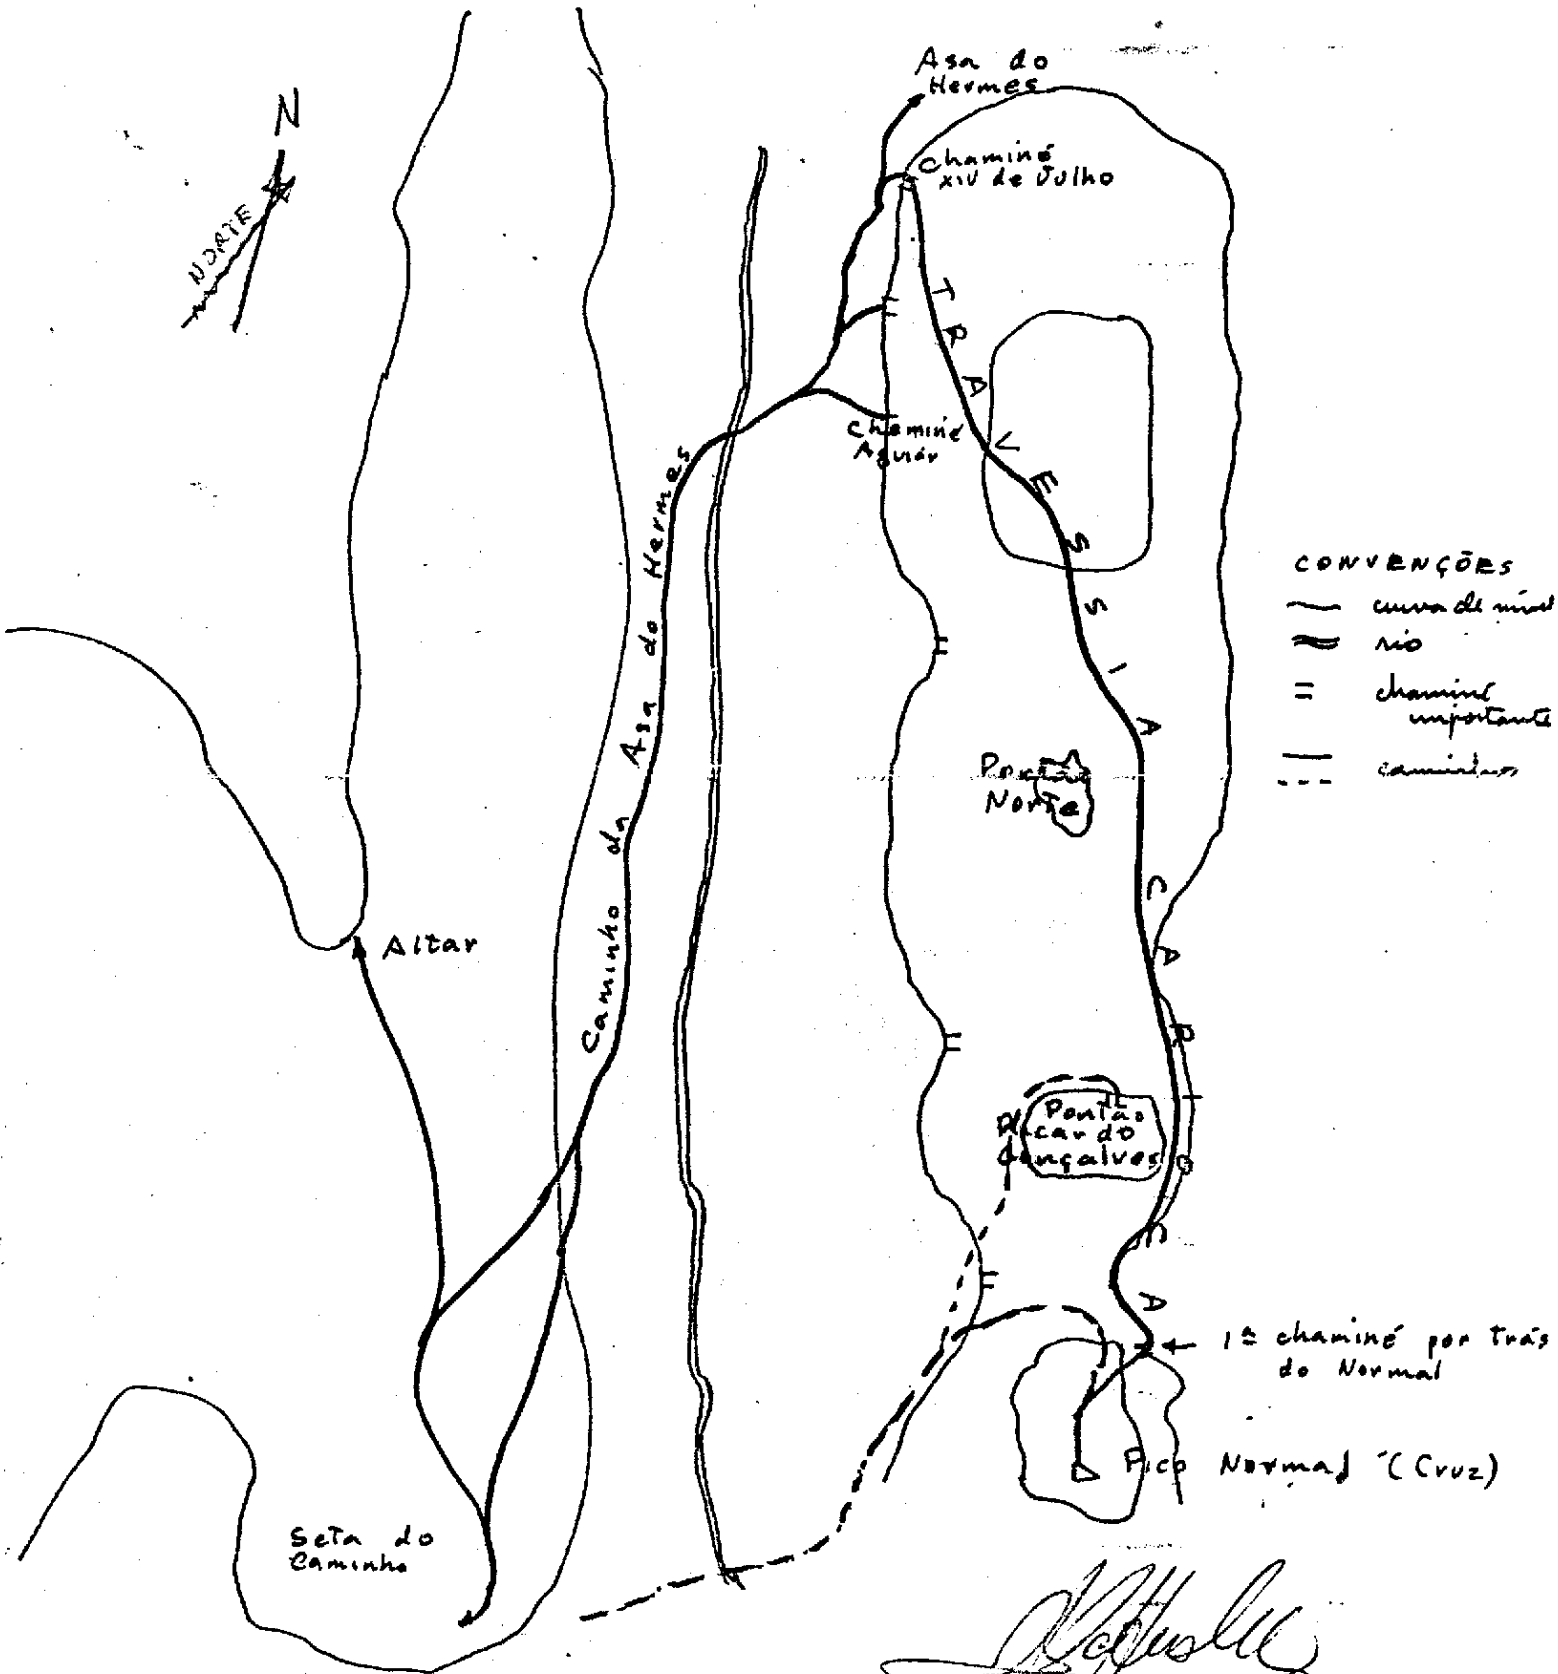 Asa do
Hermes
N
NORTE
Chaminé
XIV de Julho
TRAVESSIA CARIOCA
Chaminé
Aguiar
Caminho da Asa do Hermes
CONVENÇÕES
curva de nível
rio
chaminé
importante
caminhos
Pontão
Norte
Altar
Pontão
Ricardo
Gonçalves
1ª chaminé por trás
do Normal
Pico Normal (Cruz)
Seta do
Caminho